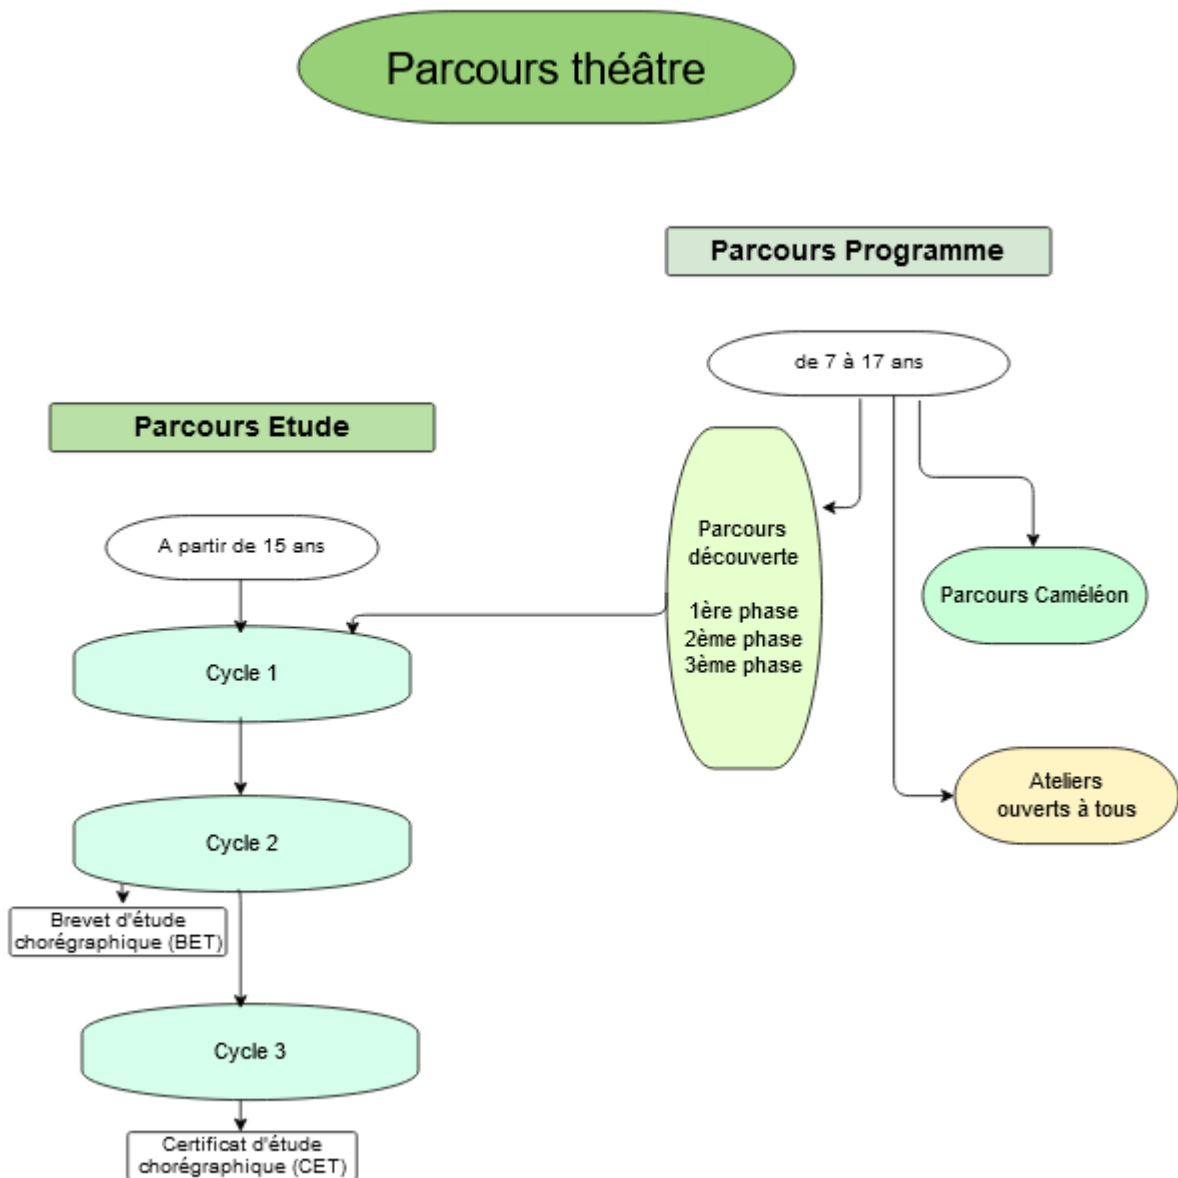 Parcours théâtre
Parcours Programme
de 7 à 17 ans
Parcours Etude
Parcours
découverte
1ère phase
2ème phase
3ème phase
A partir de 15 ans
Parcours Caméléon
Cycle 1
Ateliers
ouverts à tous
Cycle 2
Brevet d'étude
chorégraphique (BET)
Cycle 3
Certificat d'étude
chorégraphique (CET)